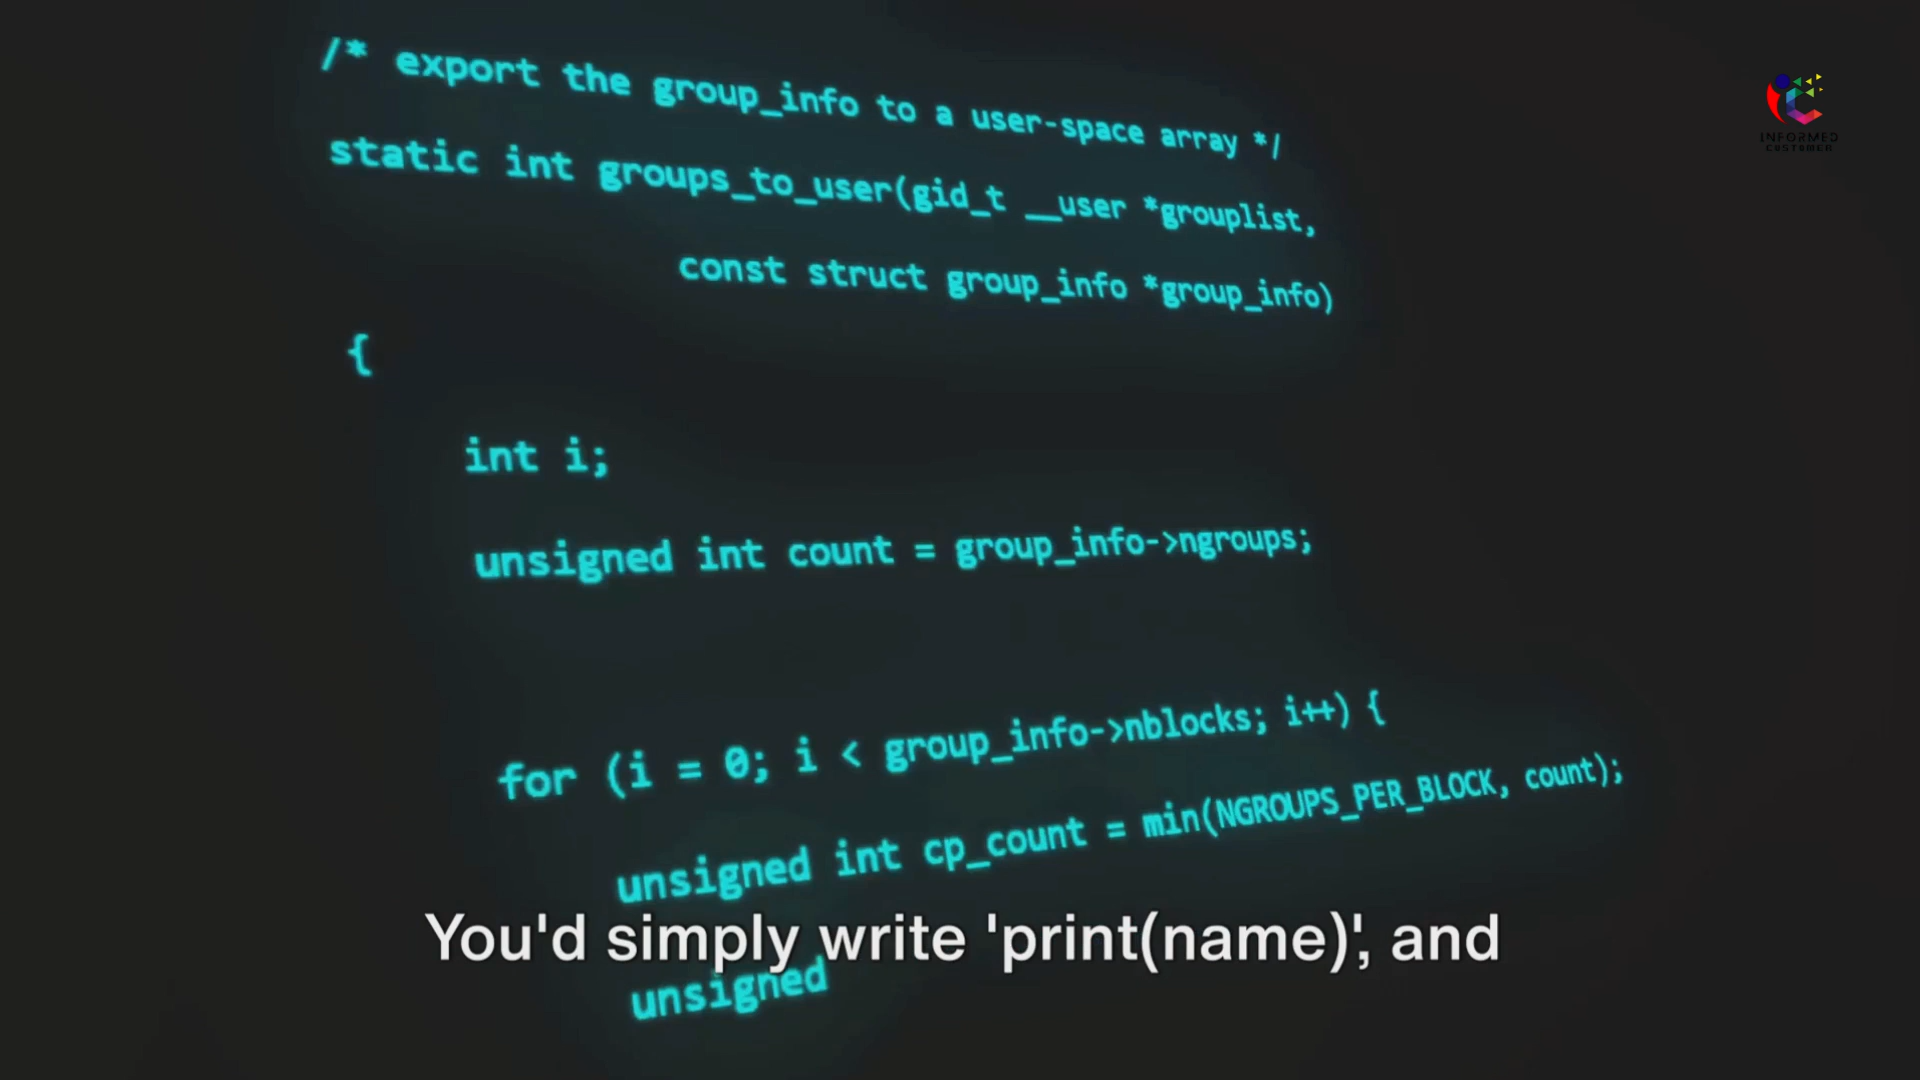 /* export the group_info to a user-space array */
INFORMED
CUSTOMER
static int groups_to_user(gid_t __user *grouplist,
const struct group_info *group_info)
{
int i;
unsigned int count = group_info->ngroups;
for (i = 0; i < group_info->nblocks; i++) {
unsigned int cp_count = min(NGROUPS_PER_BLOCK, count);
You'd simply write 'print(name)', and
unsigned